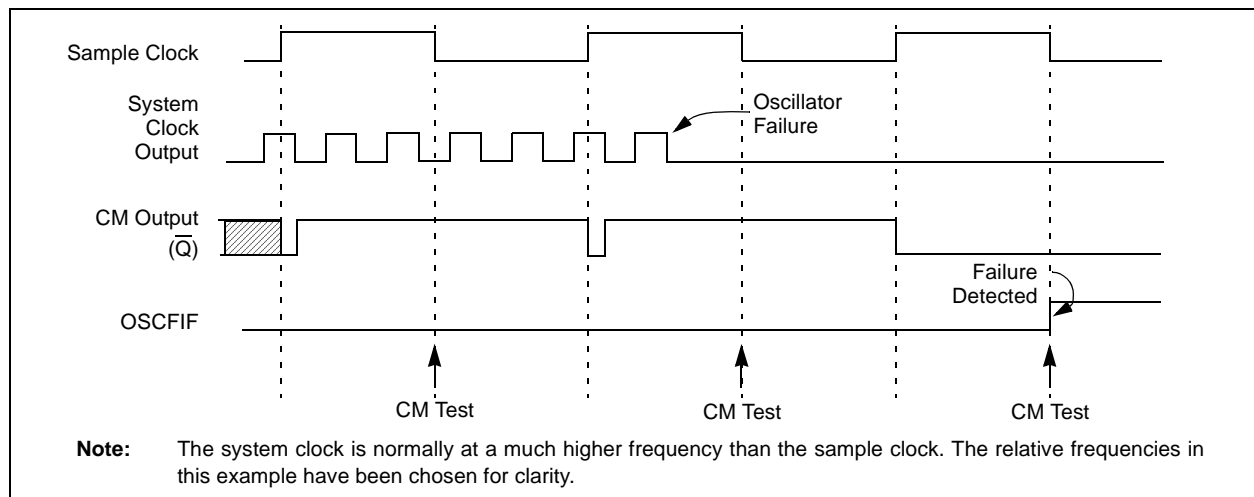 Sample Clock
System
Clock
Output
Oscillator
Failure
CM Output
(Q̅)
Failure
Detected
OSCFIF
CM Test
CM Test
CM Test
Note: The system clock is normally at a much higher frequency than the sample clock. The relative frequencies in
this example have been chosen for clarity.